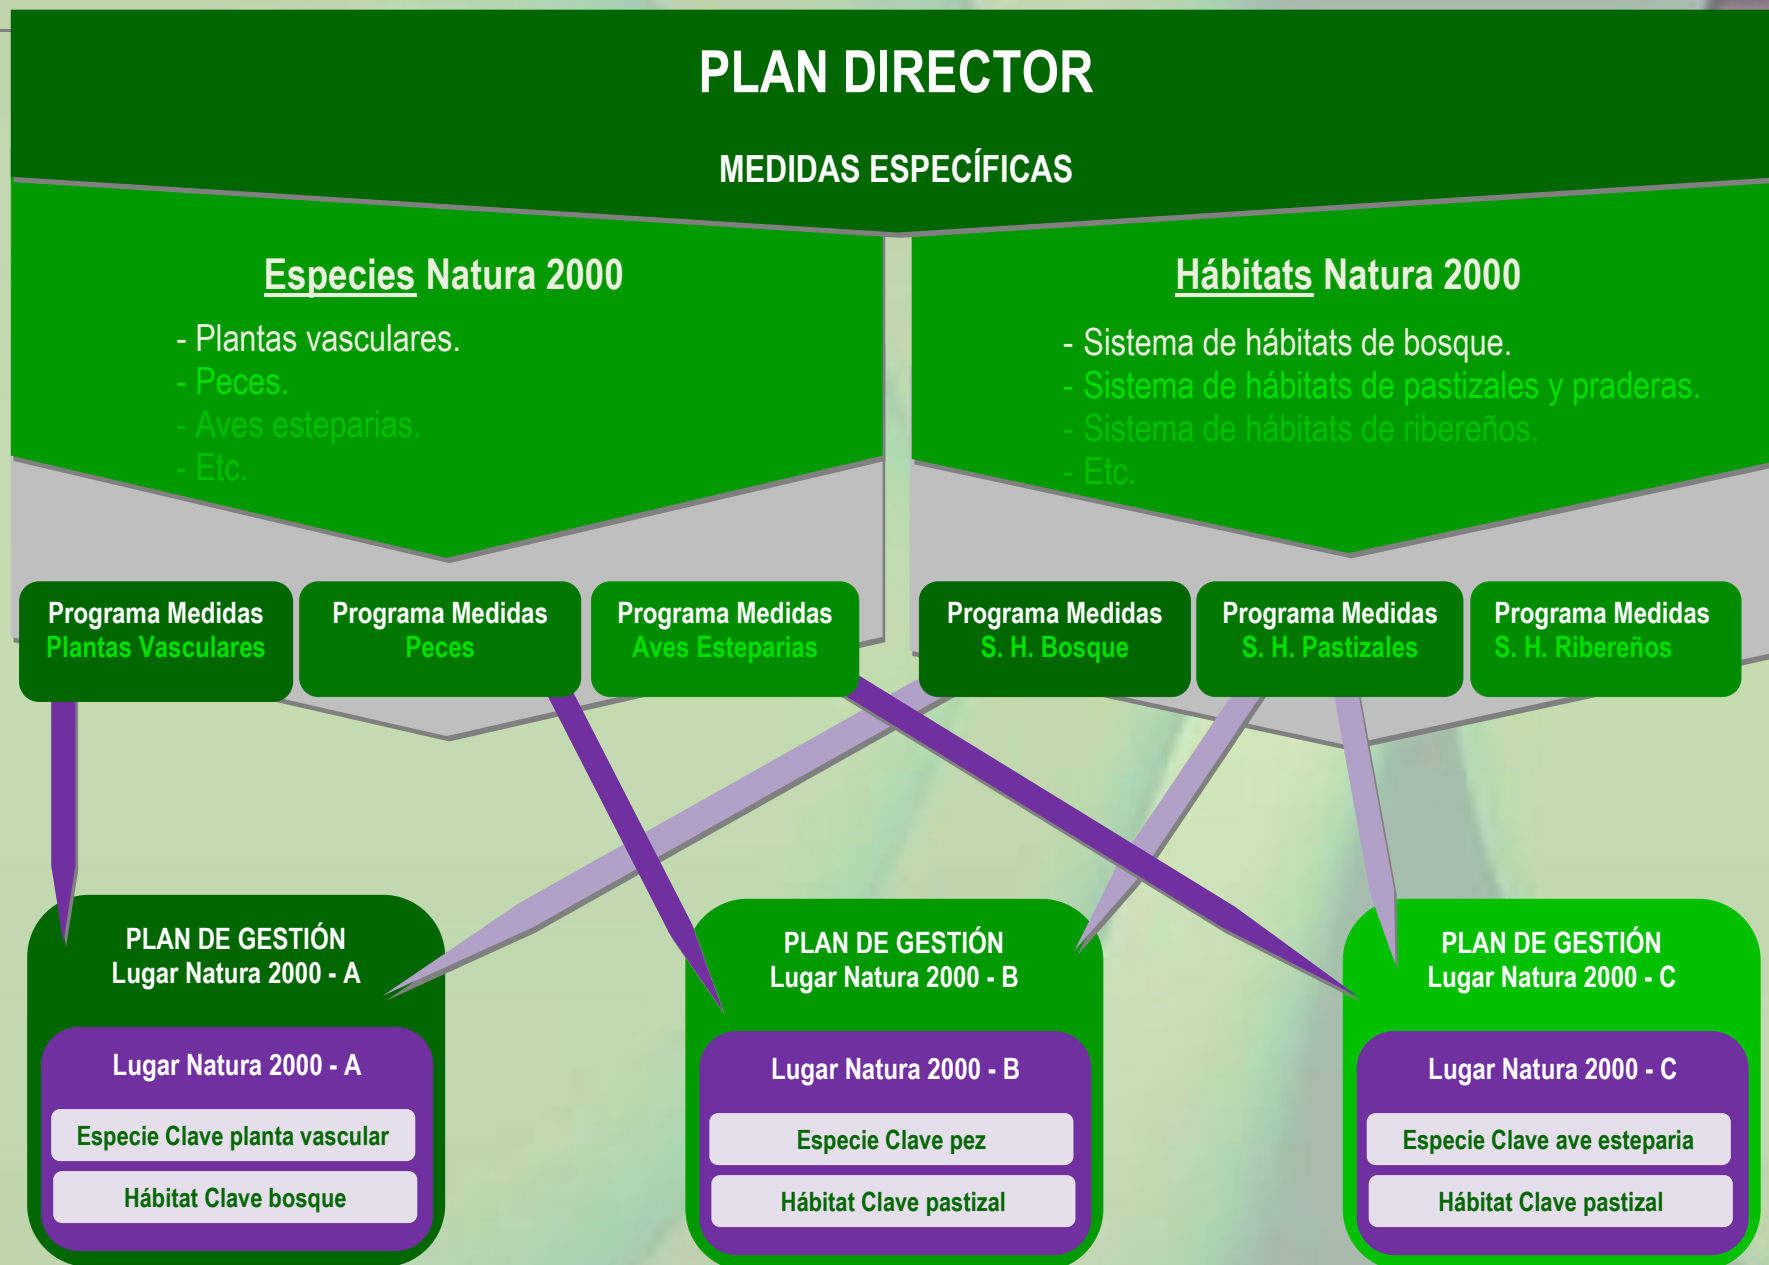 PLAN DIRECTOR
MEDIDAS ESPECÍFICAS
Especies Natura 2000
- Plantas vasculares.
- Peces.
- Aves esteparias.
- Etc.
Hábitats Natura 2000
- Sistema de hábitats de bosque.
- Sistema de hábitats de pastizales y praderas.
- Sistema de hábitats de ribereños.
- Etc.
Programa Medidas
Plantas Vasculares
Programa Medidas
Peces
Programa Medidas
Aves Esteparias
Programa Medidas
S. H. Bosque
Programa Medidas
S. H. Pastizales
Programa Medidas
S. H. Ribereños
PLAN DE GESTIÓN
Lugar Natura 2000 - A
Lugar Natura 2000 - A
Especie Clave planta vascular
Hábitat Clave bosque
PLAN DE GESTIÓN
Lugar Natura 2000 - B
Lugar Natura 2000 - B
Especie Clave pez
Hábitat Clave pastizal
PLAN DE GESTIÓN
Lugar Natura 2000 - C
Lugar Natura 2000 - C
Especie Clave ave esteparia
Hábitat Clave pastizal